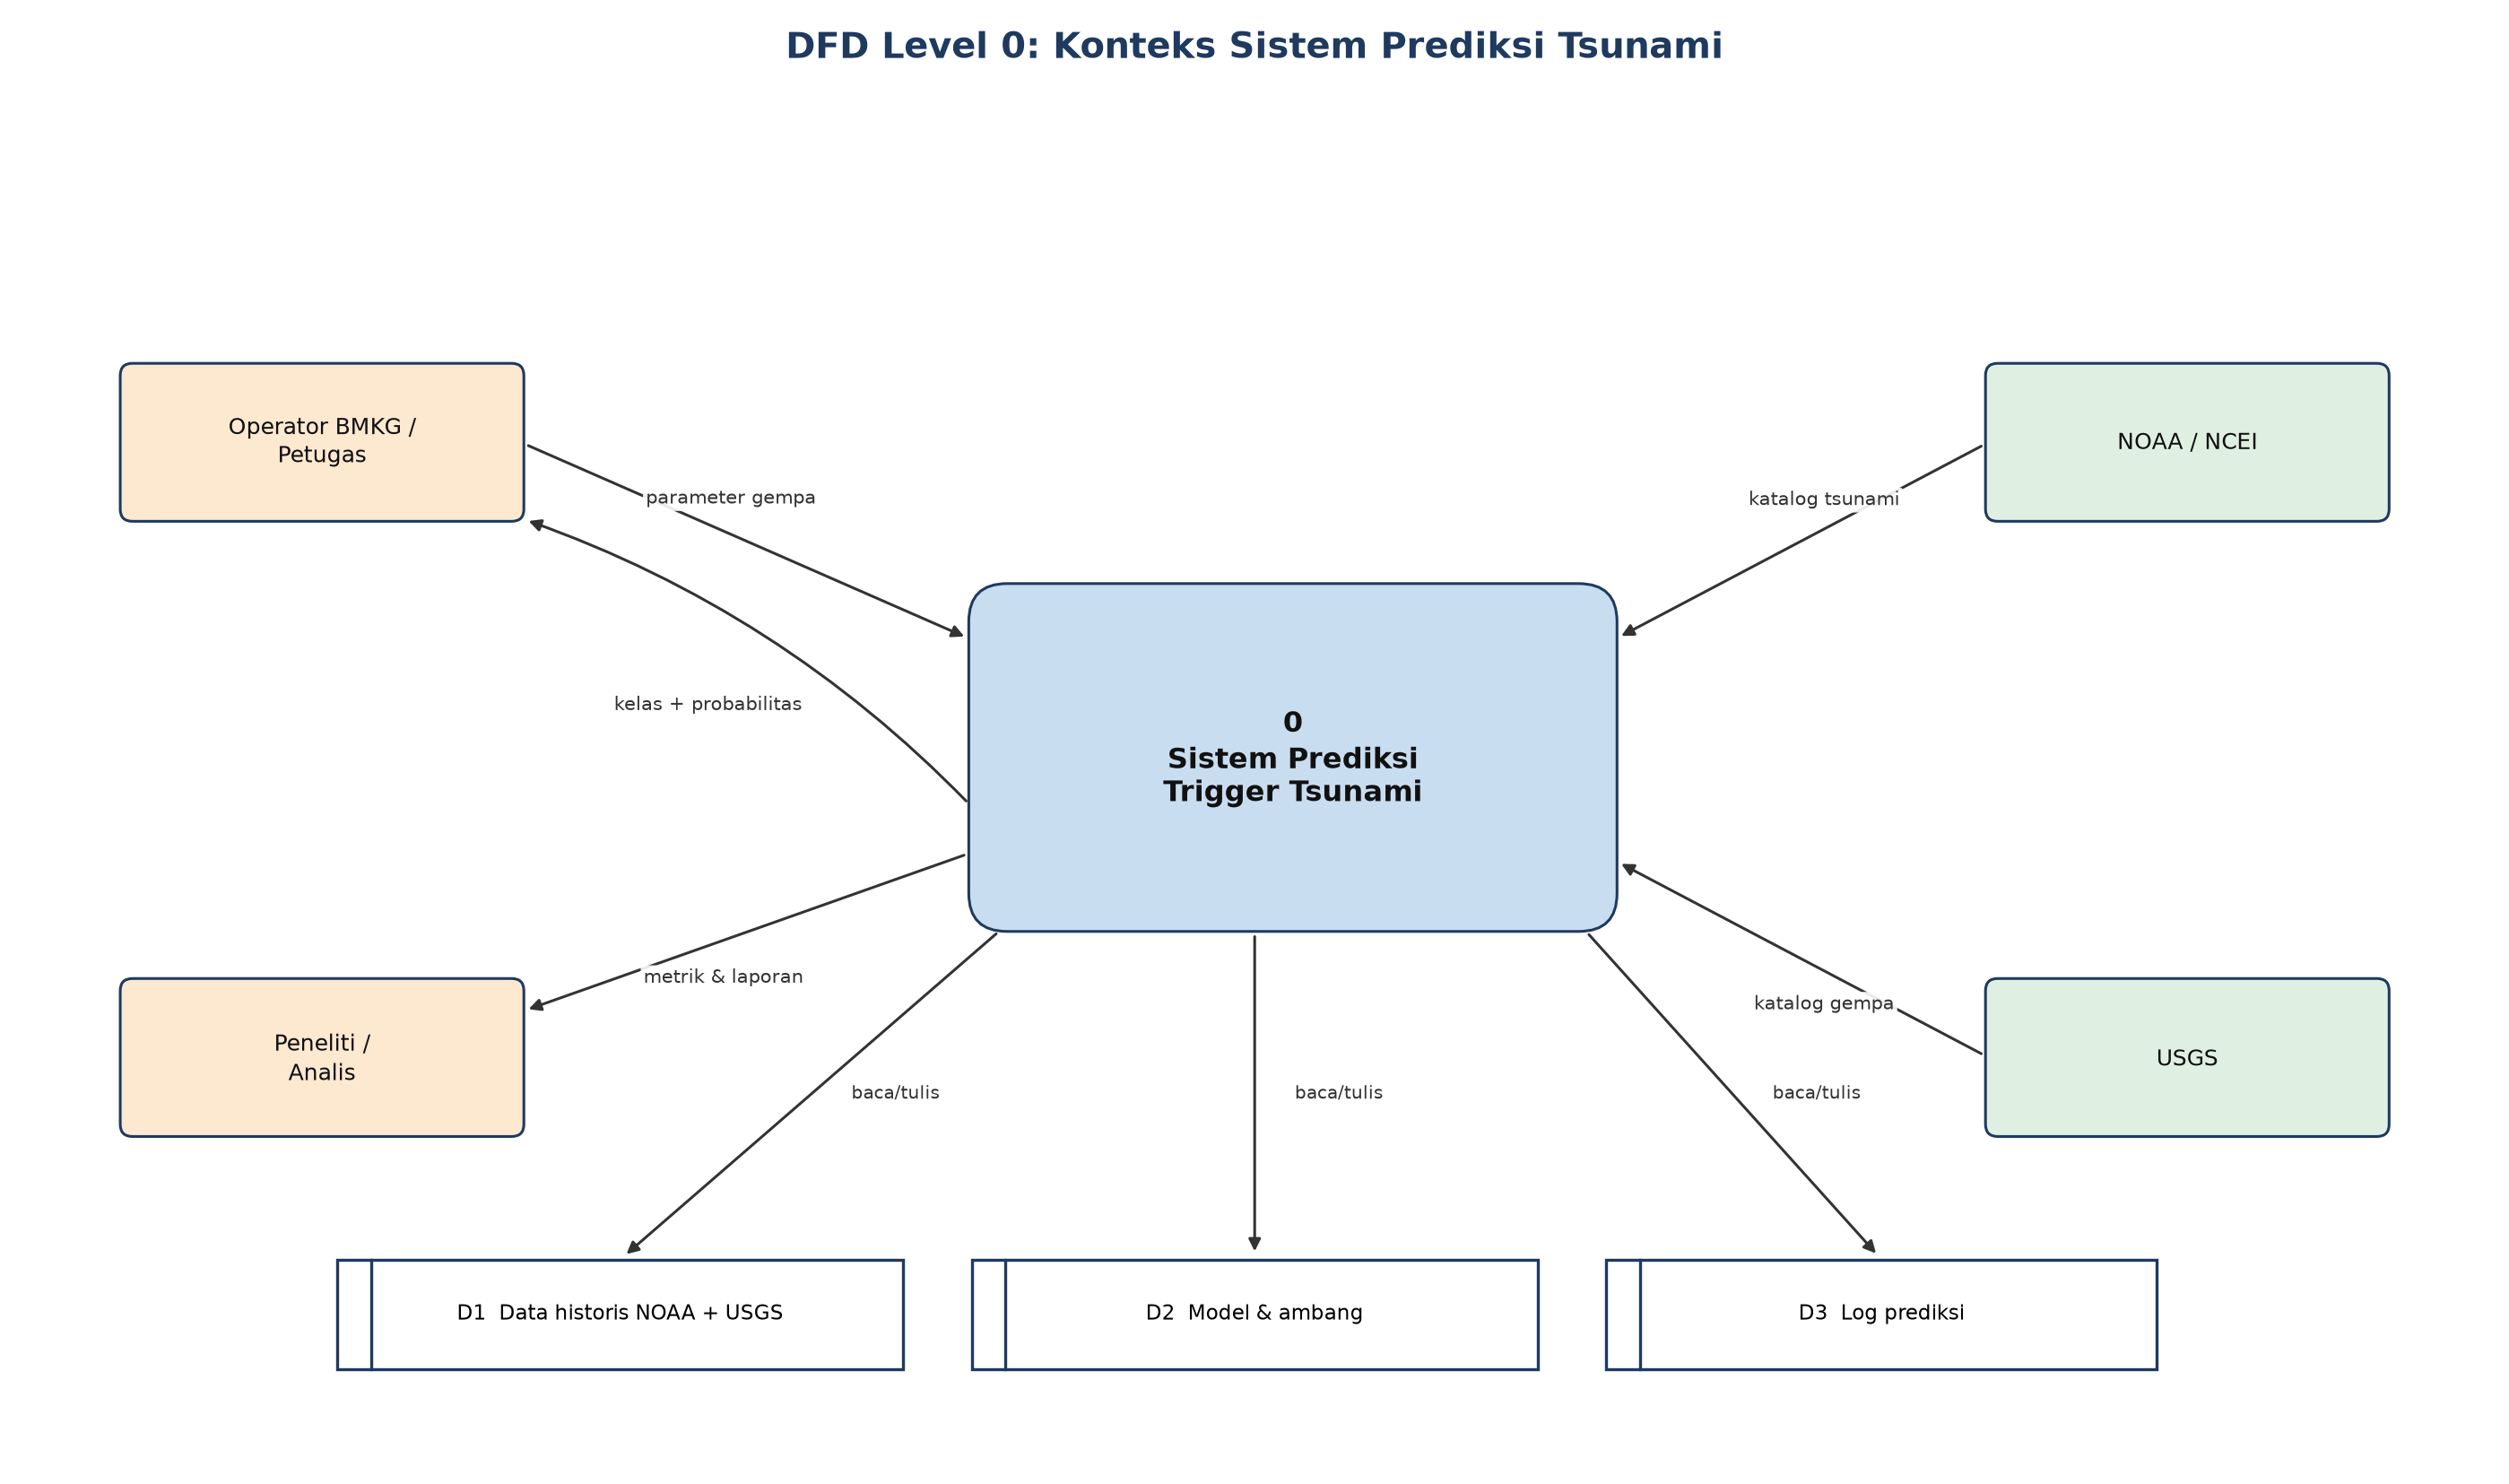 DFD Level 0: Konteks Sistem Prediksi Tsunami
Operator BMKG /
Petugas
NOAA / NCEI
parameter gempa
katalog tsunami
kelas + probabilitas
0
Sistem Prediksi
Trigger Tsunami
metrik & laporan
katalog gempa
Peneliti /
Analis
USGS
baca/tulis
baca/tulis
baca/tulis
D1  Data historis NOAA + USGS
D2  Model & ambang
D3  Log prediksi